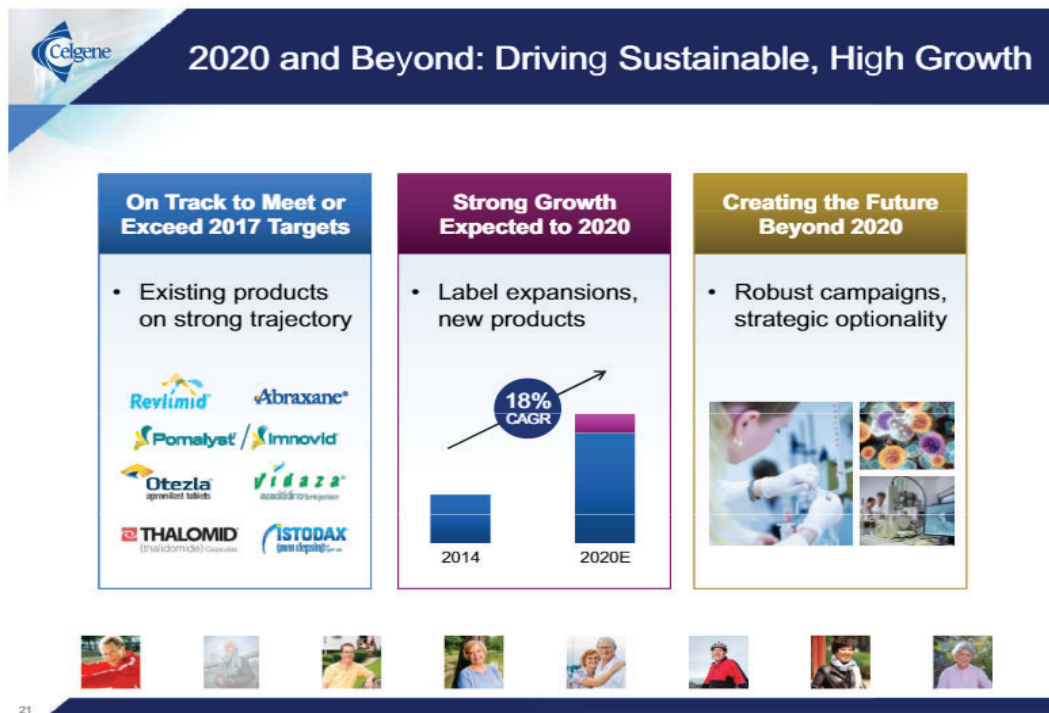 Celgene
2020 and Beyond: Driving Sustainable, High Growth
On Track to Meet or
Exceed 2017 Targets
• Existing products
on strong trajectory
Revlimid®
Abraxane®
Pomalyst® / Imnovid®
Otezla®
apremilast tablets
Vidaza®
THALOMID®
(thalidomide) Capsules
ISTODAX®
Strong Growth
Expected to 2020
• Label expansions,
new products
18%
CAGR
2014
2020E
Creating the Future
Beyond 2020
• Robust campaigns,
strategic optionality
21